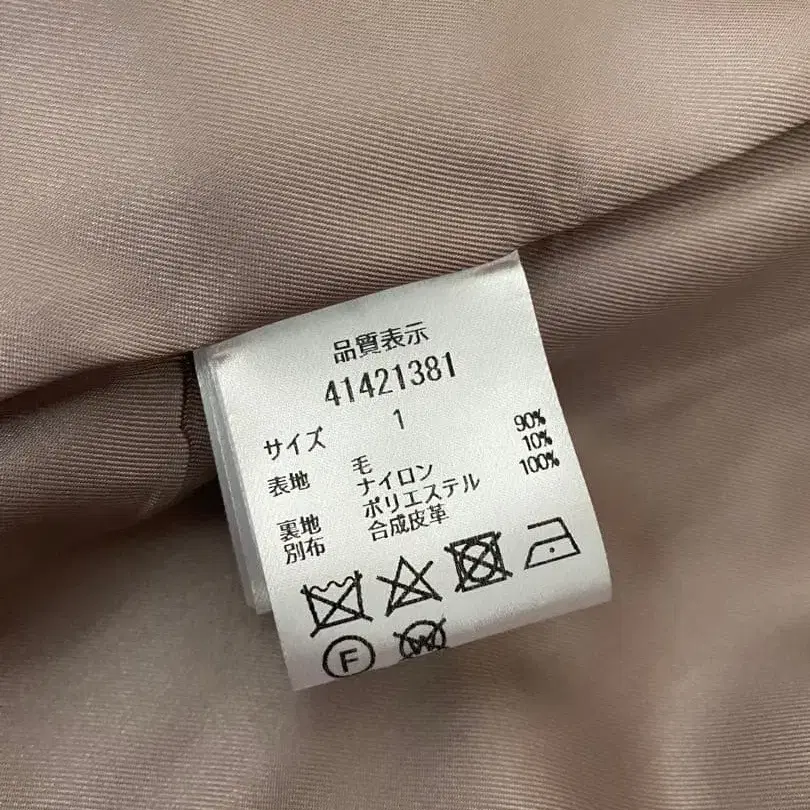 品質表示
41421381
サイズ 1
表地 毛 90%
ナイロン 10%
裏地 ポリエステル 100%
別布 合成皮革
F W